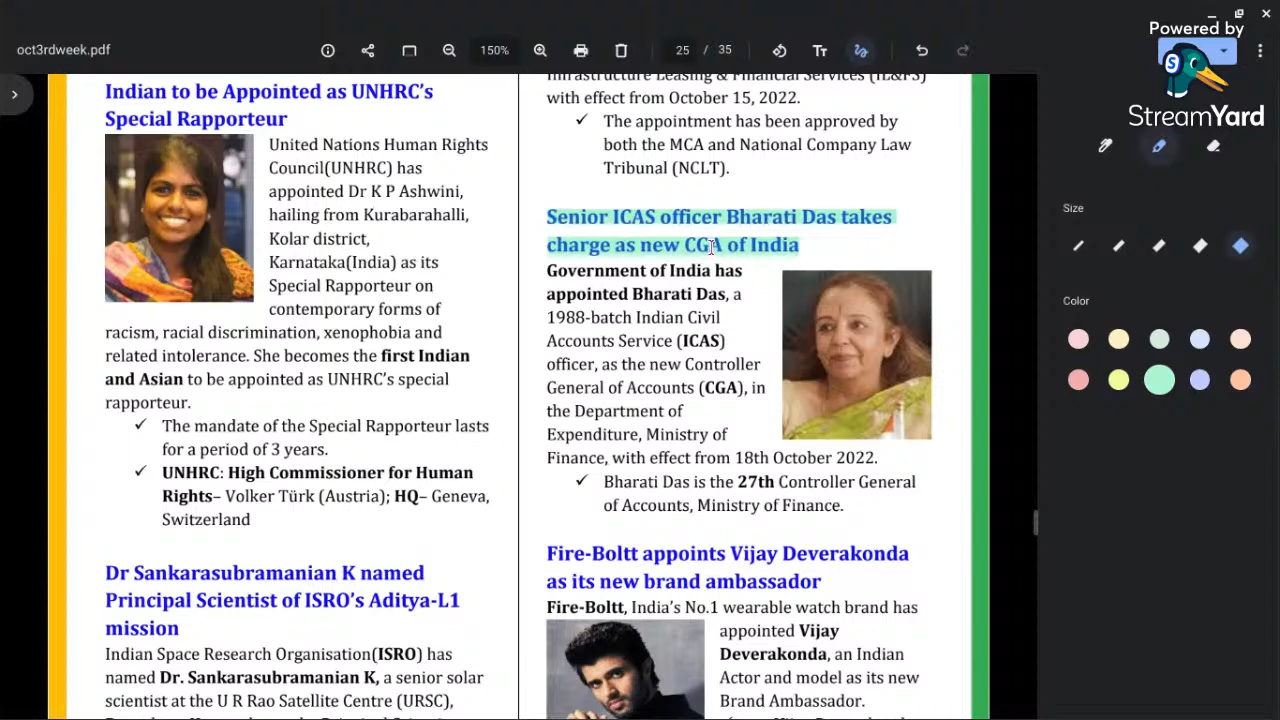 oct3rdweek.pdf
150%
25 / 35
Powered by
StreamYard
Indian to be Appointed as UNHRC's
Special Rapporteur
United Nations Human Rights
Council(UNHRC) has
appointed Dr K P Ashwini,
hailing from Kurabarahalli,
Kolar district,
Karnataka(India) as its
Special Rapporteur on
contemporary forms of
racism, racial discrimination, xenophobia and
related intolerance. She becomes the first Indian
and Asian to be appointed as UNHRC's special
rapporteur.
✓ The mandate of the Special Rapporteur lasts
for a period of 3 years.
✓ UNHRC: High Commissioner for Human
Rights– Volker Türk (Austria); HQ– Geneva,
Switzerland
Dr Sankarasubramanian K named
Principal Scientist of ISRO's Aditya-L1
mission
Indian Space Research Organisation(ISRO) has
named Dr. Sankarasubramanian K, a senior solar
scientist at the U R Rao Satellite Centre (URSC),
Infrastructure Leasing & Financial Services (IL&FS)
with effect from October 15, 2022.
✓ The appointment has been approved by
both the MCA and National Company Law
Tribunal (NCLT).
Senior ICAS officer Bharati Das takes
charge as new CGA of India
Government of India has
appointed Bharati Das, a
1988-batch Indian Civil
Accounts Service (ICAS)
officer, as the new Controller
General of Accounts (CGA), in
the Department of
Expenditure, Ministry of
Finance, with effect from 18th October 2022.
✓ Bharati Das is the 27th Controller General
of Accounts, Ministry of Finance.
Fire-Boltt appoints Vijay Deverakonda
as its new brand ambassador
Fire-Boltt, India's No.1 wearable watch brand has
appointed Vijay
Deverakonda, an Indian
Actor and model as its new
Brand Ambassador.
Size
Color